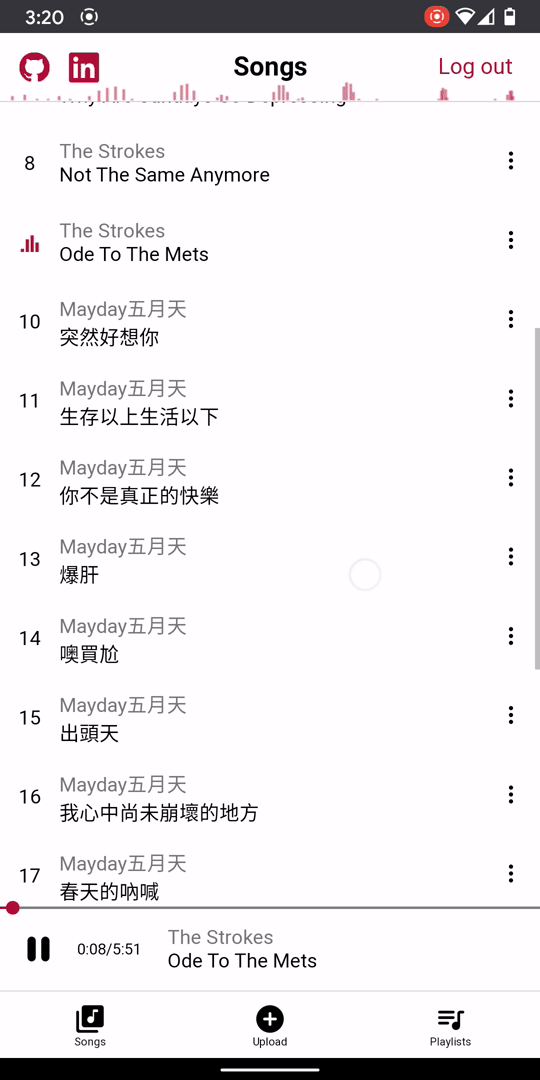 3:20
in
Songs
Log out
8
The Strokes
Not The Same Anymore
The Strokes
Ode To The Mets
10
Mayday五月天
突然好想你
11
Mayday五月天
生存以上生活以下
12
Mayday五月天
你不是真正的快樂
13
Mayday五月天
爆肝
14
Mayday五月天
噢買尬
15
Mayday五月天
出頭天
16
Mayday五月天
我心中尚未崩壞的地方
17
Mayday五月天
春天的吶喊
0:08/5:51
The Strokes
Ode To The Mets
Songs
Upload
Playlists